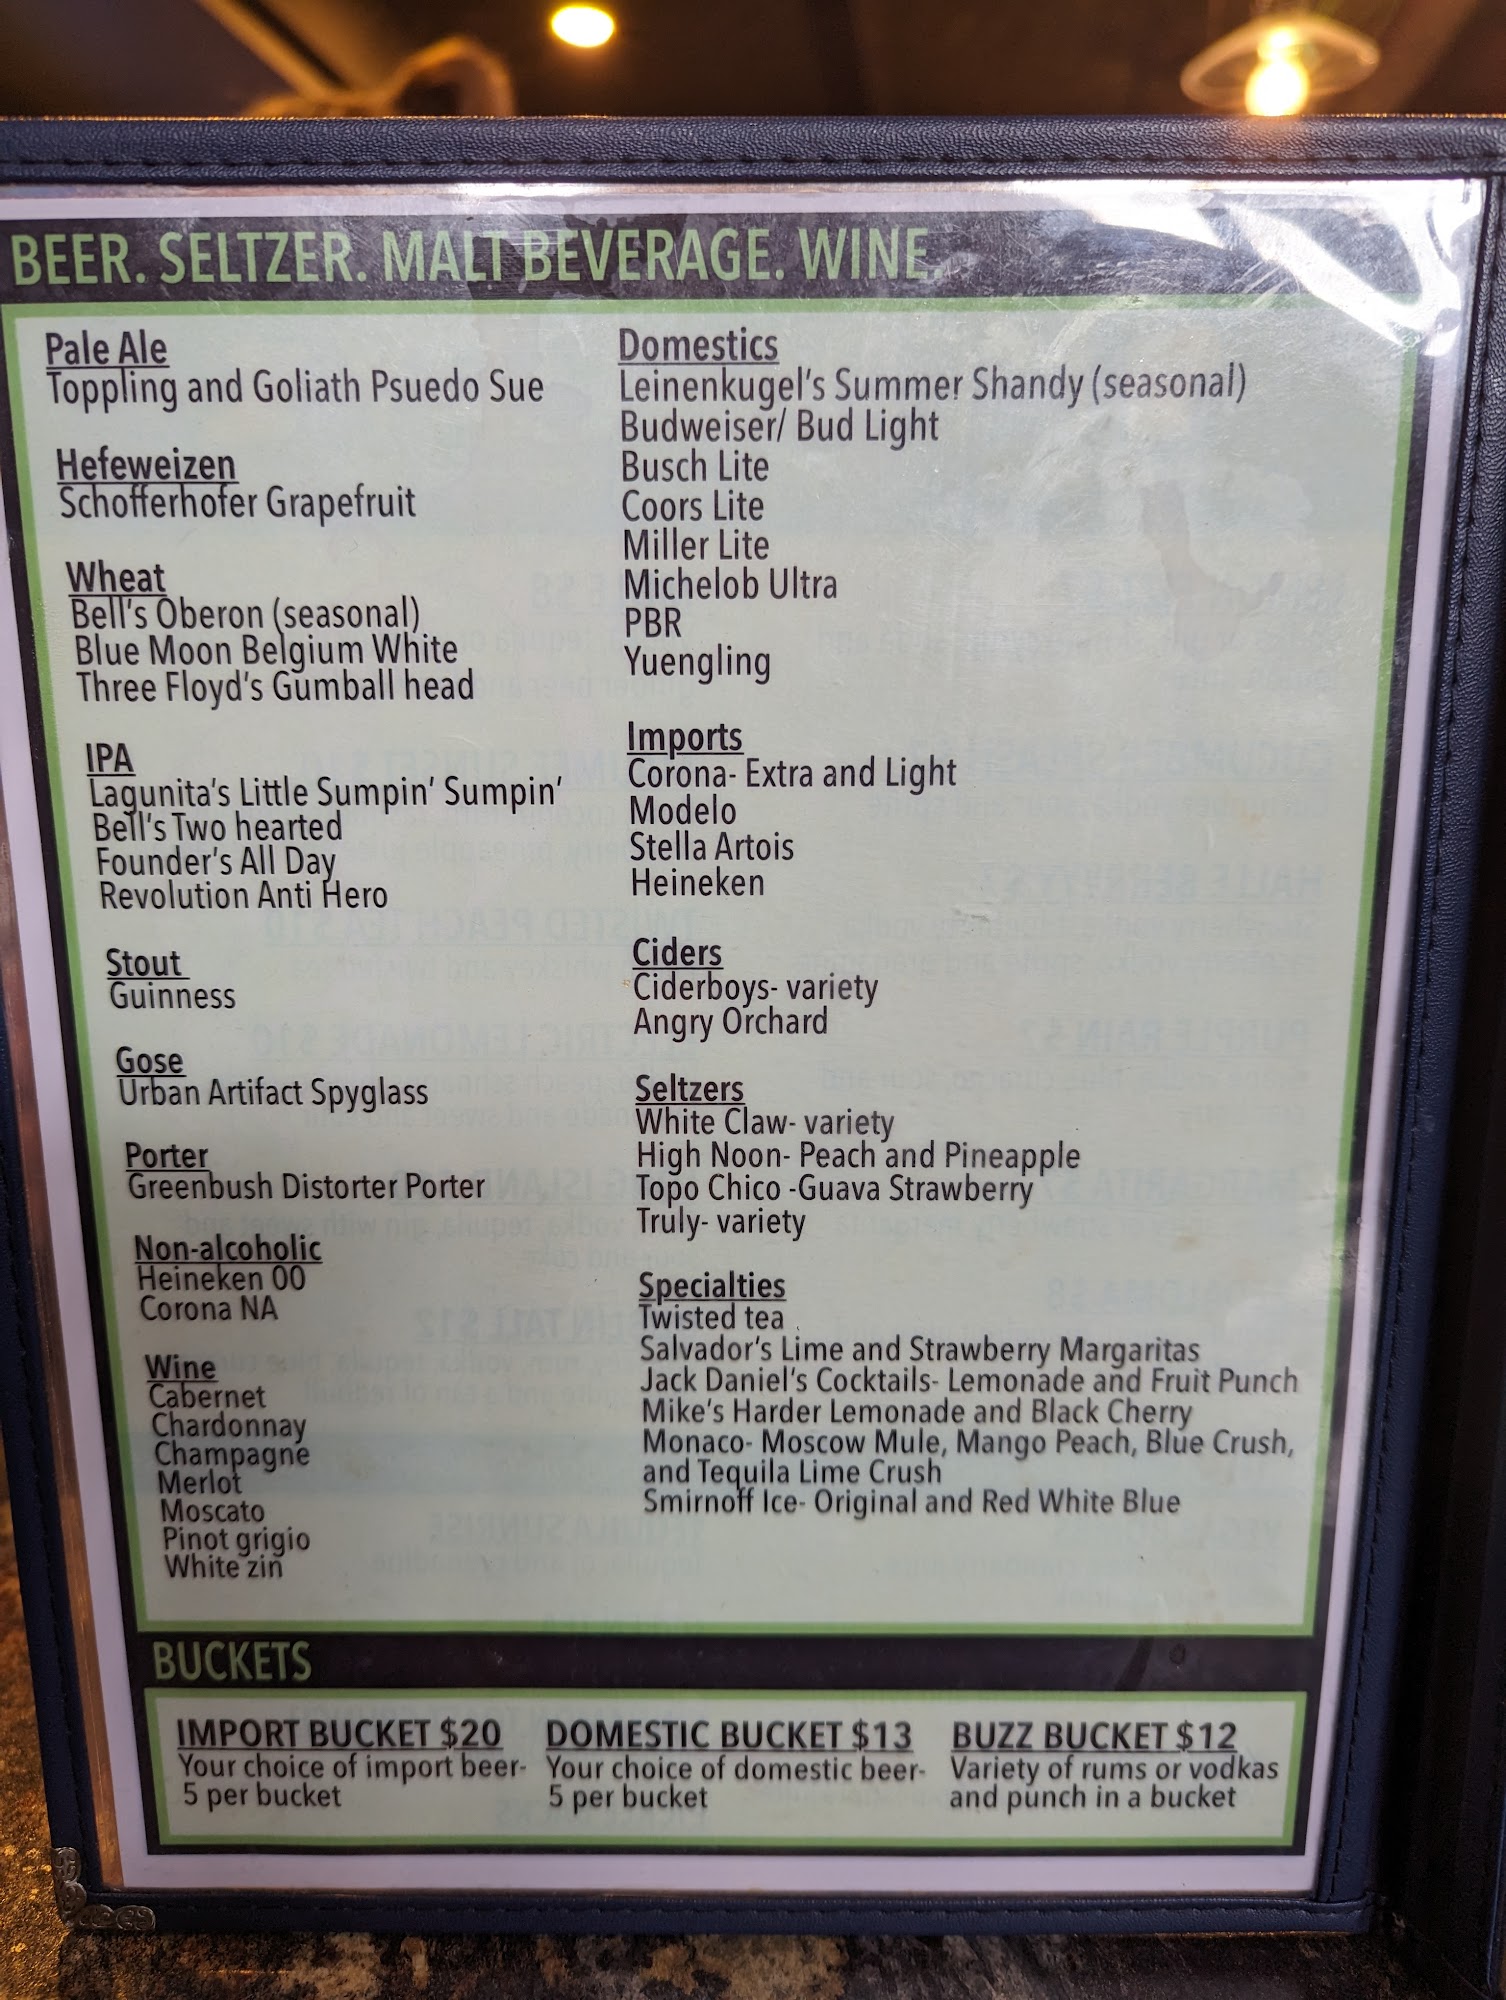 BEER. SELTZER. MALT BEVERAGE. WINE.
Pale Ale
Toppling and Goliath Psuedo Sue
Hefeweizen
Schofferhofer Grapefruit
Wheat
Bell's Oberon (seasonal)
Blue Moon Belgium White
Three Floyd's Gumball head
IPA
Lagunita's Little Sumpin' Sumpin'
Bell's Two hearted
Founder's All Day
Revolution Anti Hero
Stout
Guinness
Gose
Urban Artifact Spyglass
Porter
Greenbush Distorter Porter
Non-alcoholic
Heineken 00
Corona NA
Wine
Cabernet
Chardonnay
Champagne
Merlot
Moscato
Pinot grigio
White zin
Domestics
Leinenkugel's Summer Shandy (seasonal)
Budweiser/ Bud Light
Busch Lite
Coors Lite
Miller Lite
Michelob Ultra
PBR
Yuengling
Imports
Corona- Extra and Light
Modelo
Stella Artois
Heineken
Ciders
Ciderboys- variety
Angry Orchard
Seltzers
White Claw- variety
High Noon- Peach and Pineapple
Topo Chico -Guava Strawberry
Truly- variety
Specialties
Twisted tea
Salvador's Lime and Strawberry Margaritas
Jack Daniel's Cocktails- Lemonade and Fruit Punch
Mike's Harder Lemonade and Black Cherry
Monaco- Moscow Mule, Mango Peach, Blue Crush,
and Tequila Lime Crush
Smirnoff Ice- Original and Red White Blue
BUCKETS
IMPORT BUCKET $20
Your choice of import beer-
5 per bucket
DOMESTIC BUCKET $13
Your choice of domestic beer-
5 per bucket
BUZZ BUCKET $12
Variety of rums or vodkas
and punch in a bucket